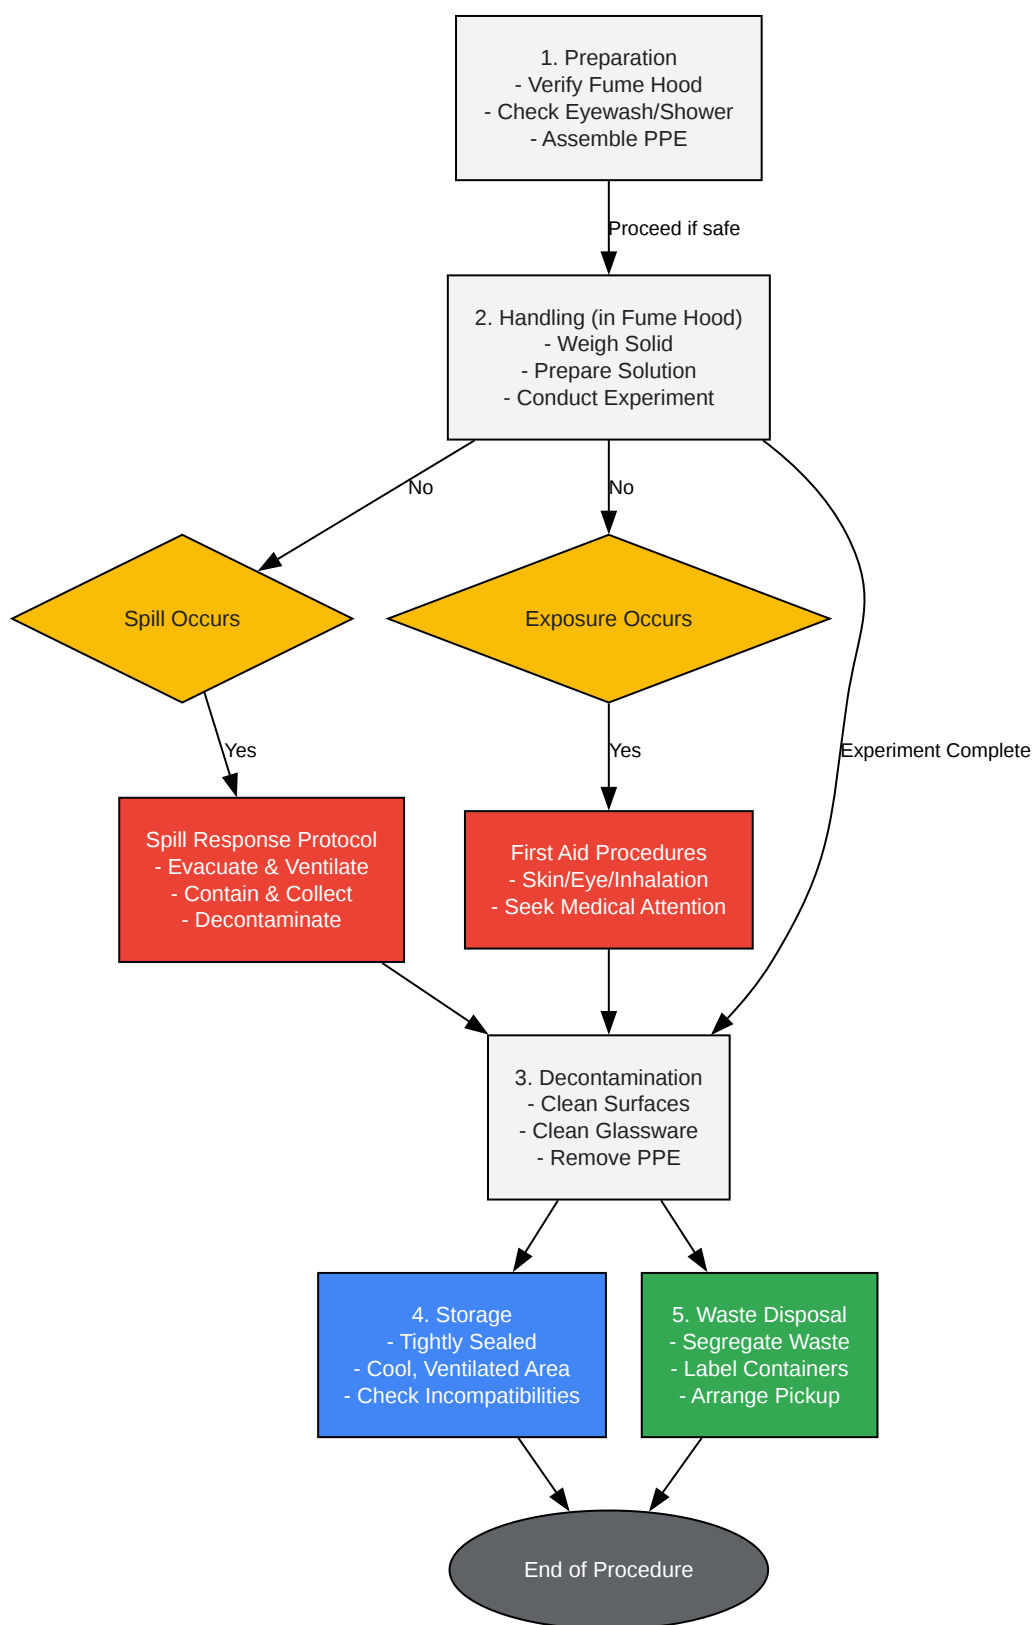 1. Preparation
- Verify Fume Hood
- Check Eyewash/Shower
- Assemble PPE
Proceed if safe
2. Handling (in Fume Hood)
- Weigh Solid
- Prepare Solution
- Conduct Experiment
No
No
Spill Occurs
Exposure Occurs
Yes
Yes
Experiment Complete
Spill Response Protocol
- Evacuate & Ventilate
- Contain & Collect
- Decontaminate
First Aid Procedures
- Skin/Eye/Inhalation
- Seek Medical Attention
3. Decontamination
- Clean Surfaces
- Clean Glassware
- Remove PPE
4. Storage
- Tightly Sealed
- Cool, Ventilated Area
- Check Incompatibilities
5. Waste Disposal
- Segregate Waste
- Label Containers
- Arrange Pickup
End of Procedure